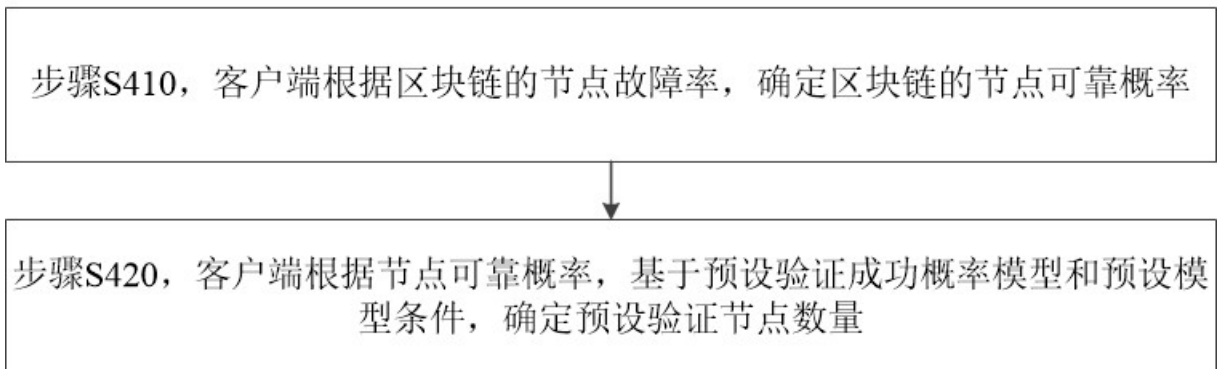 步骤S410，客户端根据区块链的节点故障率，确定区块链的节点可靠概率
步骤S420，客户端根据节点可靠概率，基于预设验证成功概率模型和预设模
型条件，确定预设验证节点数量